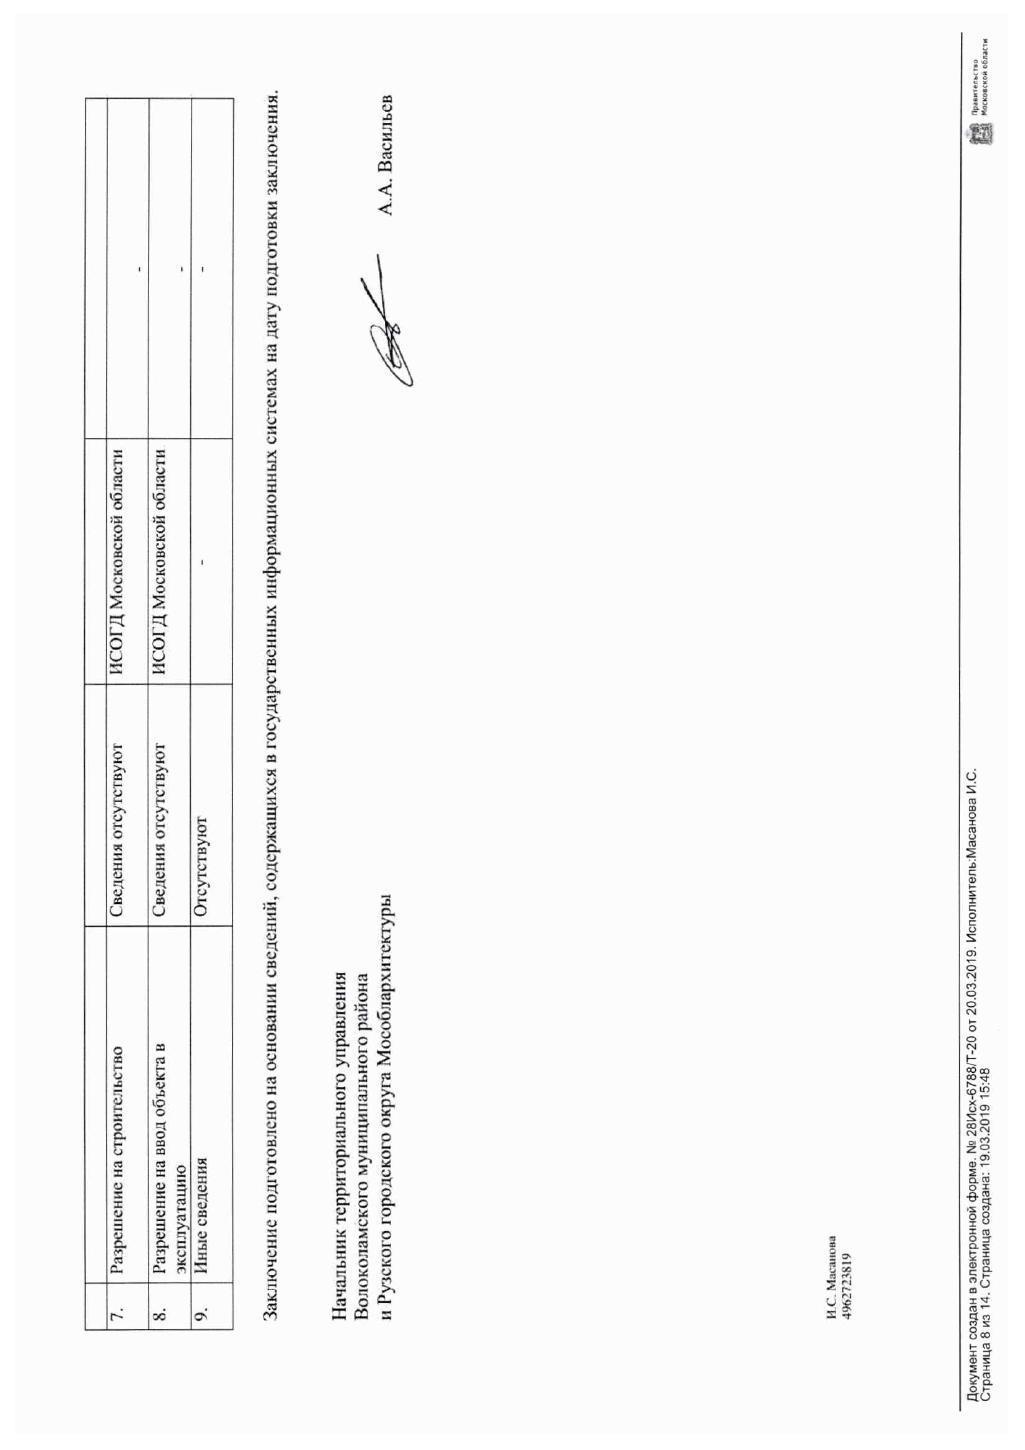 7. Разрешение на строительство Сведения отсутствуют ИСОГД Московской области -
8. Разрешение на ввод объекта в Сведения отсутствуют ИСОГД Московской области -
эксплуатацию
9. Иные сведения Отсутствуют - -
Заключение подготовлено на основании сведений, содержащихся в государственных информационных системах на дату подготовки заключения.
Начальник территориального управления
Волоколамского муниципального района
и Рузского городского округа Мособлархитектуры А.А. Васильев
И.С. Масанова
4962723819
Документ создан в электронной форме. № 28Исх-6788/Т-20 от 20.03.2019. Исполнитель:Масанова И.С.
Страница 8 из 14. Страница создана: 19.03.2019 15:48
Правительство
Московской области